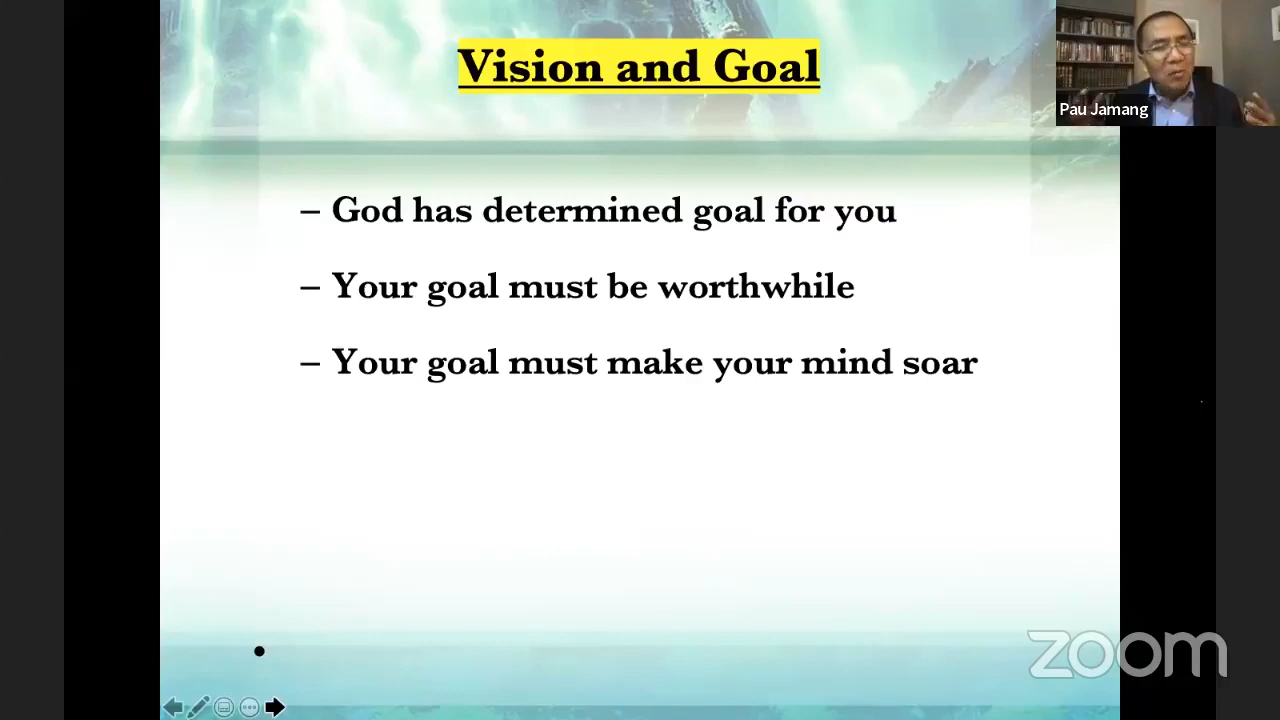 Vision and Goal
Pau Jamang
– God has determined goal for you
– Your goal must be worthwhile
– Your goal must make your mind soar
•
zoom